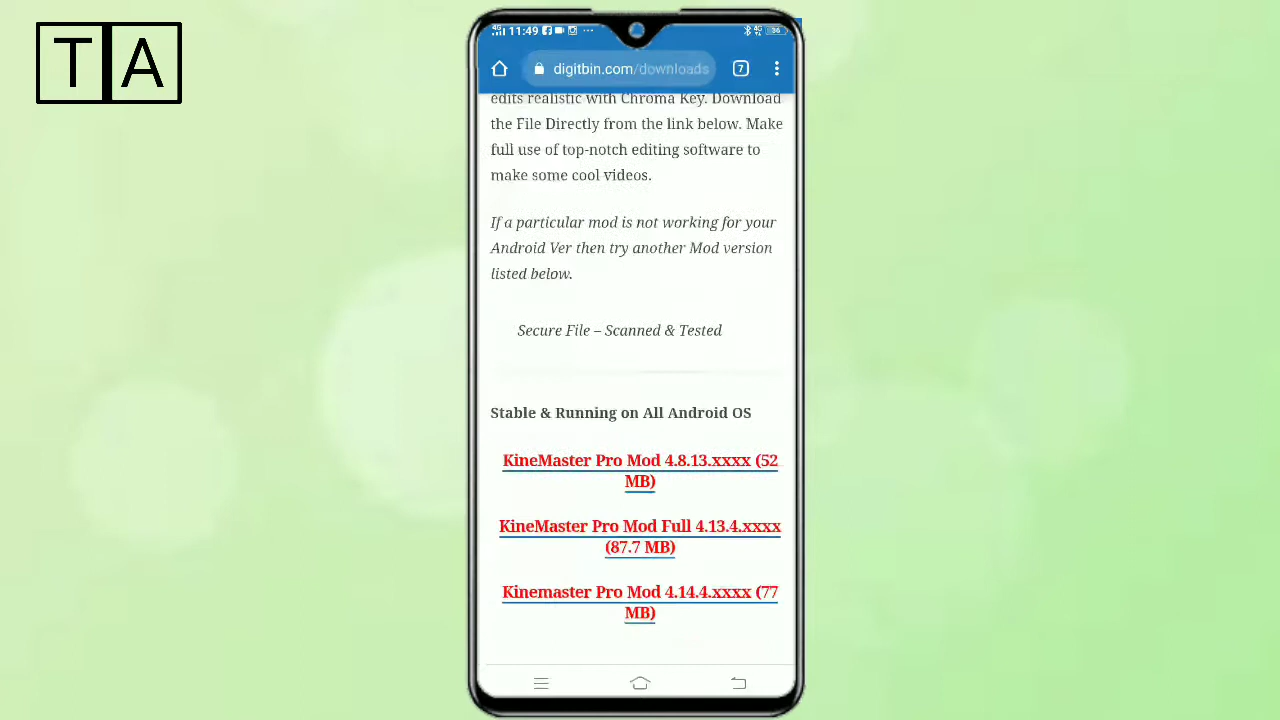 TA
4G 11:49 4G 56
digitbin.com/downloads 7
edits realistic with Chroma Key. Download
the File Directly from the link below. Make
full use of top-notch editing software to
make some cool videos.
If a particular mod is not working for your
Android Ver then try another Mod version
listed below.
Secure File – Scanned & Tested
Stable & Running on All Android OS
KineMaster Pro Mod 4.8.13.xxxx (52
MB)
KineMaster Pro Mod Full 4.13.4.xxxx
(87.7 MB)
Kinemaster Pro Mod 4.14.4.xxxx (77
MB)